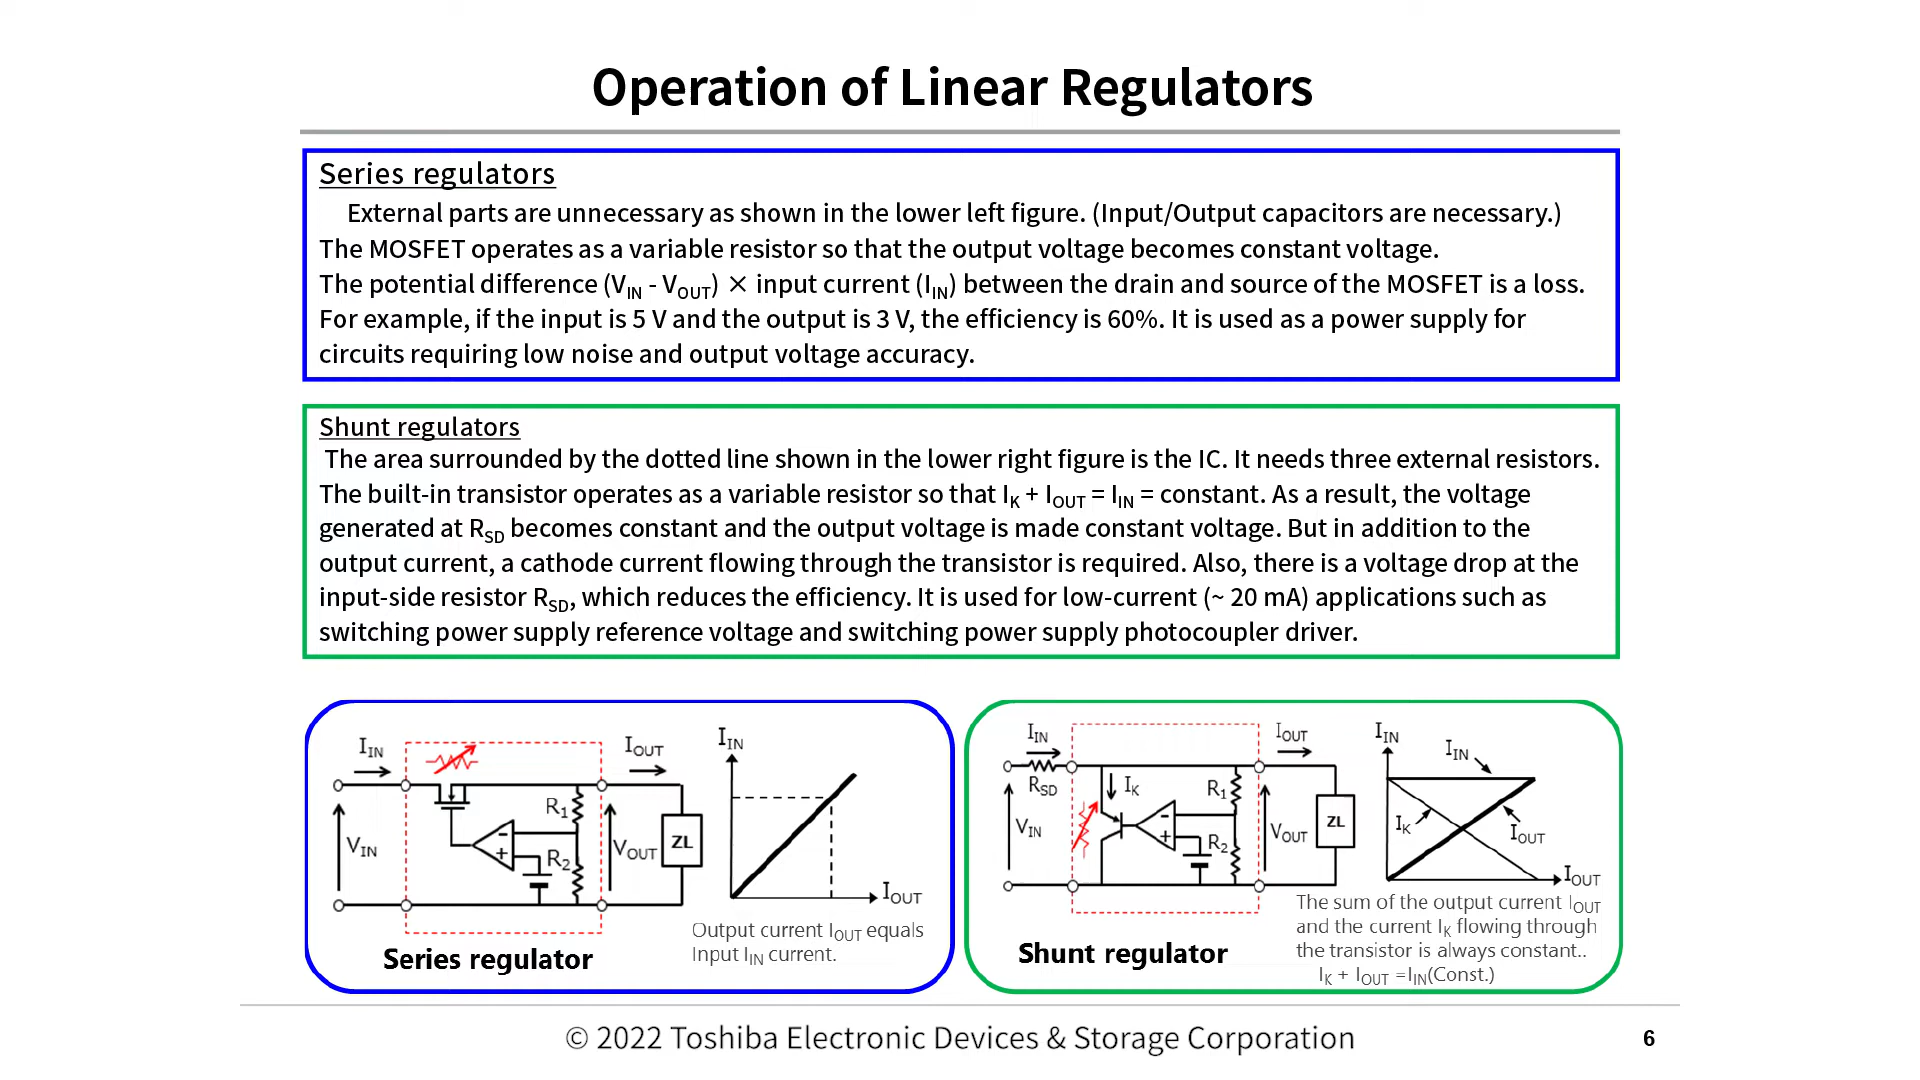 Operation of Linear Regulators
Series regulators
External parts are unnecessary as shown in the lower left figure. (Input/Output capacitors are necessary.)
The MOSFET operates as a variable resistor so that the output voltage becomes constant voltage.
The potential difference (VIN - VOUT) × input current (IIN) between the drain and source of the MOSFET is a loss.
For example, if the input is 5 V and the output is 3 V, the efficiency is 60%. It is used as a power supply for
circuits requiring low noise and output voltage accuracy.
Shunt regulators
The area surrounded by the dotted line shown in the lower right figure is the IC. It needs three external resistors.
The built-in transistor operates as a variable resistor so that IK + IOUT = IIN = constant. As a result, the voltage
generated at RSD becomes constant and the output voltage is made constant voltage. But in addition to the
output current, a cathode current flowing through the transistor is required. Also, there is a voltage drop at the
input-side resistor RSD, which reduces the efficiency. It is used for low-current (~ 20 mA) applications such as
switching power supply reference voltage and switching power supply photocoupler driver.
IIN
IOUT
R1
VIN
R2
VOUT
ZL
-
+
Series regulator
IIN
IOUT
Output current IOUT equals
Input IIN current.
IIN
IOUT
RSD
IK
R1
VIN
R2
VOUT
ZL
-
+
Shunt regulator
IIN
IIN
IK
IOUT
IOUT
The sum of the output current IOUT
and the current IK flowing through
the transistor is always constant..
IK + IOUT =IIN(Const.)
© 2022 Toshiba Electronic Devices & Storage Corporation
6